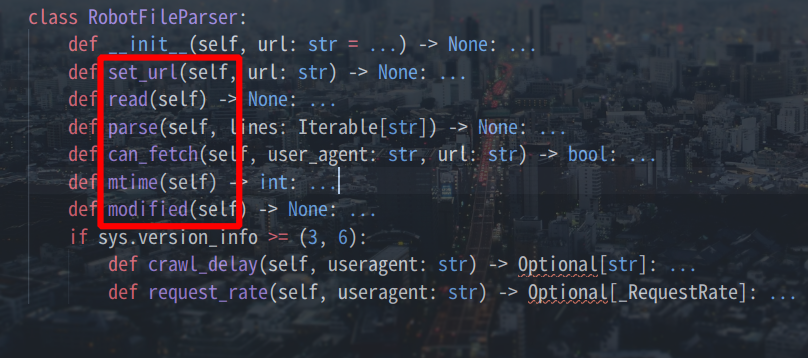 class RobotFileParser:
    def __init__(self, url: str = ...) -> None: ...
    def set_url(self, url: str) -> None: ...
    def read(self) -> None: ...
    def parse(self, lines: Iterable[str]) -> None: ...
    def can_fetch(self, user_agent: str, url: str) -> bool: ...
    def mtime(self) -> int: ...
    def modified(self) -> None: ...
    if sys.version_info >= (3, 6):
        def crawl_delay(self, useragent: str) -> Optional[str]: ...
        def request_rate(self, useragent: str) -> Optional[_RequestRate]: ...